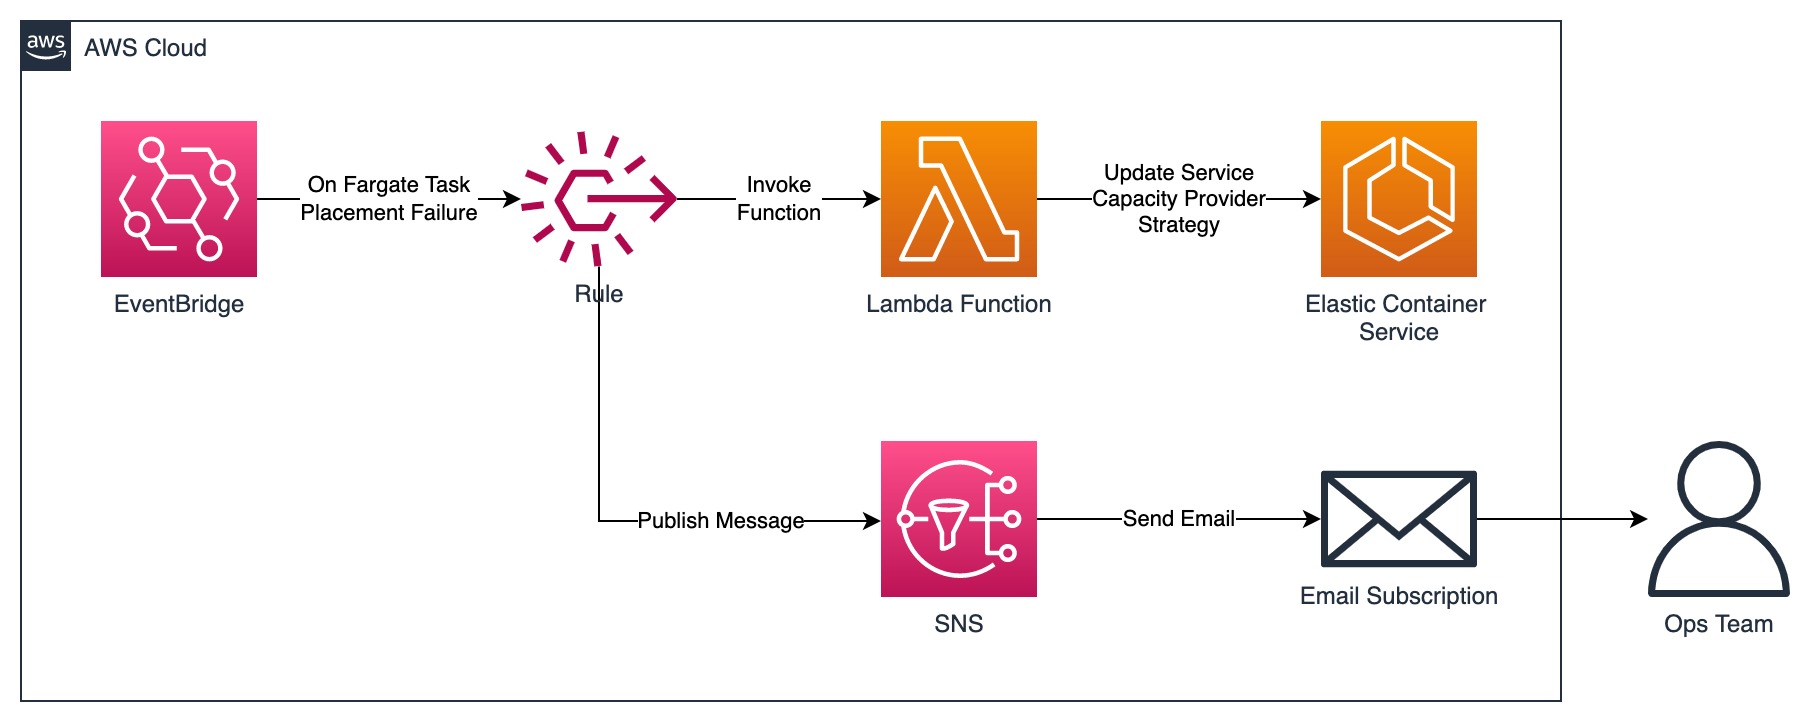 aws
AWS Cloud
On Fargate Task
Placement Failure
Invoke
Function
Update Service
Capacity Provider
Strategy
EventBridge
Rule
Lambda Function
Elastic Container
Service
Publish Message
Send Email
SNS
Email Subscription
Ops Team